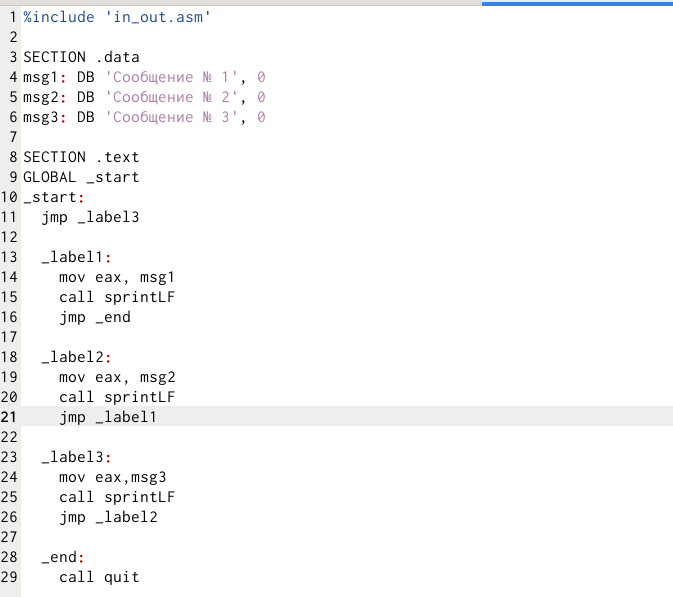 1 %include 'in_out.asm'
2
3 SECTION .data
4 msg1: DB 'Сообщение № 1', 0
5 msg2: DB 'Сообщение № 2', 0
6 msg3: DB 'Сообщение № 3', 0
7
8 SECTION .text
9 GLOBAL _start
10 _start:
11   jmp _label3
12
13   _label1:
14     mov eax, msg1
15     call sprintLF
16     jmp _end
17
18   _label2:
19     mov eax, msg2
20     call sprintLF
21     jmp _label1
22
23   _label3:
24     mov eax,msg3
25     call sprintLF
26     jmp _label2
27
28   _end:
29     call quit